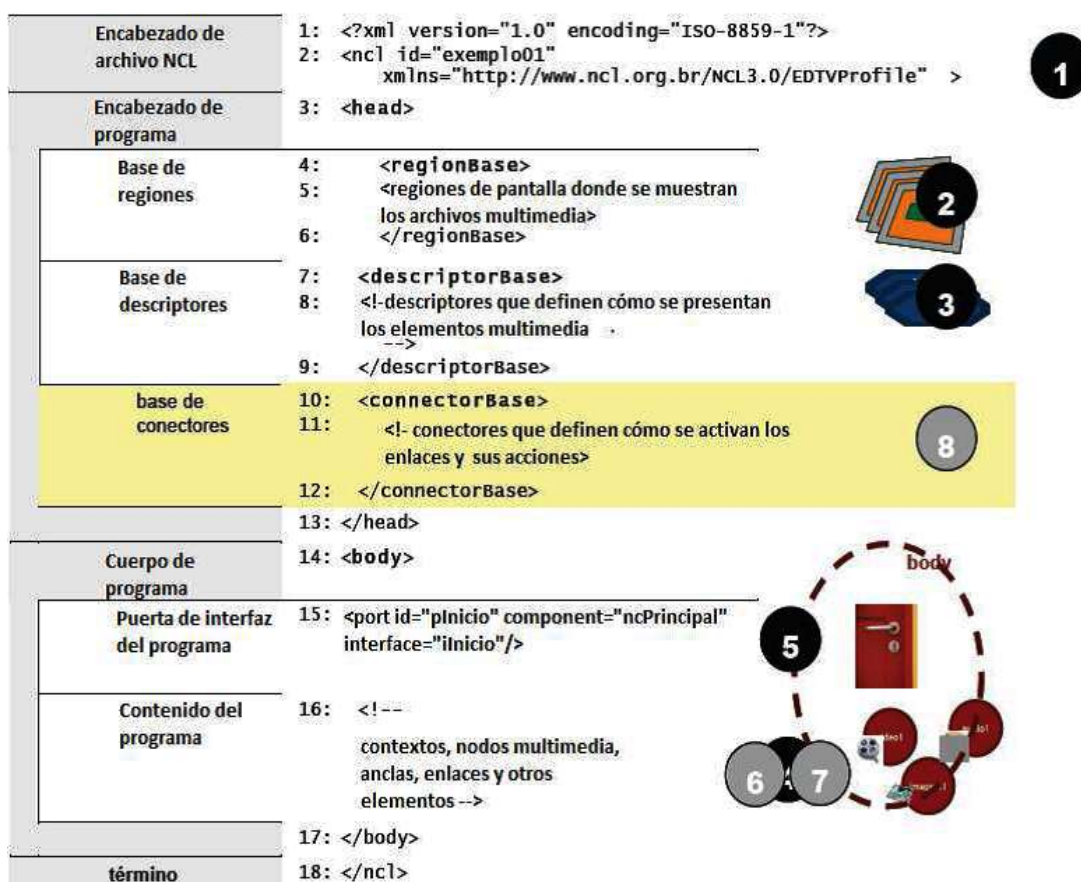 Encabezado de
archivo NCL
1: <?xml version="1.0" encoding="ISO-8859-1"?>
2: <ncl id="exemplo01"
xmlns="http://www.ncl.org.br/NCL3.0/EDTVProfile" >
1
Encabezado de
programa
3: <head>
Base de
regiones
4: <regionBase>
5: <regiones de pantalla donde se muestran
los archivos multimedia>
6: </regionBase>
2
Base de
descriptores
7: <descriptorBase>
8: <!-descriptores que definen cómo se presentan
los elementos multimedia
-->
9: </descriptorBase>
3
base de
conectores
10: <connectorBase>
11: <!- conectores que definen cómo se activan los
enlaces y sus acciones>
12: </connectorBase>
8
13: </head>
Cuerpo de
programa
14: <body>
body
Puerta de interfaz
del programa
15: <port id="pInicio" component="ncPrincipal"
interface="iInicio"/>
5
Contenido del
programa
16: <!--
contextos, nodos multimedia,
anclas, enlaces y otros
elementos -->
6
7
17: </body>
término
18: </ncl>